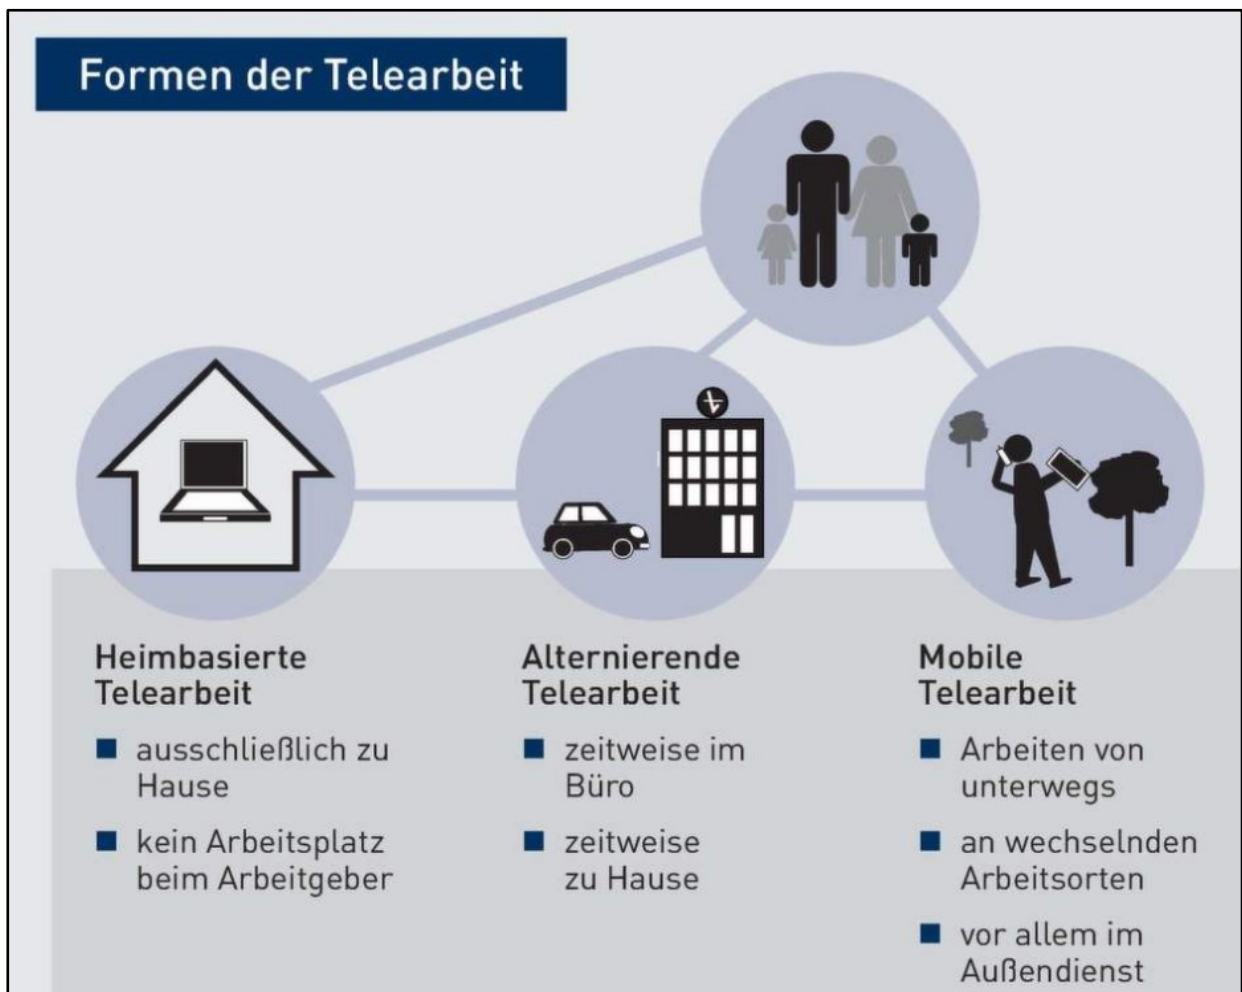 Formen der Telearbeit
Heimbasierte
Telearbeit
ausschließlich zu
Hause
kein Arbeitsplatz
beim Arbeitgeber
Alternierende
Telearbeit
zeitweise im
Büro
zeitweise
zu Hause
Mobile
Telearbeit
Arbeiten von
unterwegs
an wechselnden
Arbeitsorten
vor allem im
Außendienst